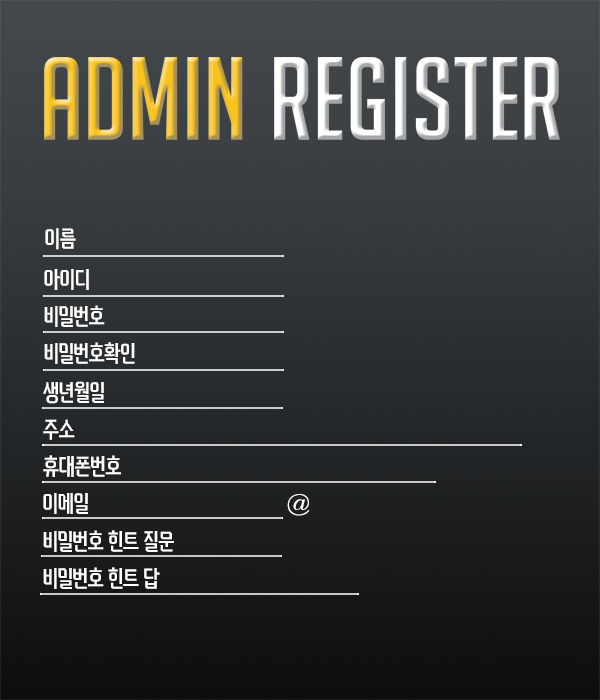 ADMIN REGISTER
이름
아이디
비밀번호
비밀번호확인
생년월일
주소
휴대폰번호
이메일 @
비밀번호 힌트 질문
비밀번호 힌트 답